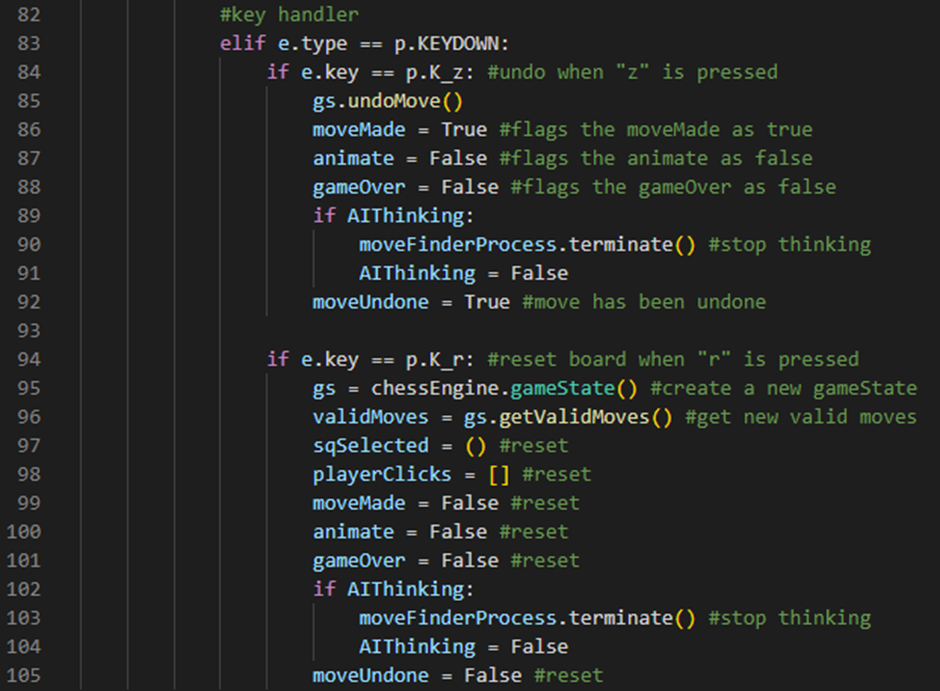 82 #key handler
83 elif e.type == p.KEYDOWN:
84 if e.key == p.K_z: #undo when "z" is pressed
85 gs.undoMove()
86 moveMade = True #flags the moveMade as true
87 animate = False #flags the animate as false
88 gameOver = False #flags the gameOver as false
89 if AIThinking:
90 moveFinderProcess.terminate() #stop thinking
91 AIThinking = False
92 moveUndone = True #move has been undone
93
94 if e.key == p.K_r: #reset board when "r" is pressed
95 gs = chessEngine.gameState() #create a new gameState
96 validMoves = gs.getValidMoves() #get new valid moves
97 sqSelected = () #reset
98 playerClicks = [] #reset
99 moveMade = False #reset
100 animate = False #reset
101 gameOver = False #reset
102 if AIThinking:
103 moveFinderProcess.terminate() #stop thinking
104 AIThinking = False
105 moveUndone = False #reset